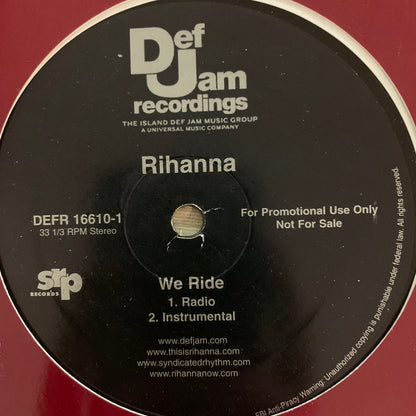 Def Jam
recordings
THE ISLAND DEF JAM MUSIC GROUP
A UNIVERSAL MUSIC COMPANY
Rihanna
DEFR 16610-1
33 1/3 RPM Stereo
For Promotional Use Only
Not For Sale
srp
RECORDS
We Ride
1. Radio
2. Instrumental
www.defjam.com
www.thisisrihanna.com
www.syndicatedrhythm.com
www.rihannanow.com
FBI Anti-Piracy Warning: Unauthorized copying is punishable under federal law. All rights reserved.